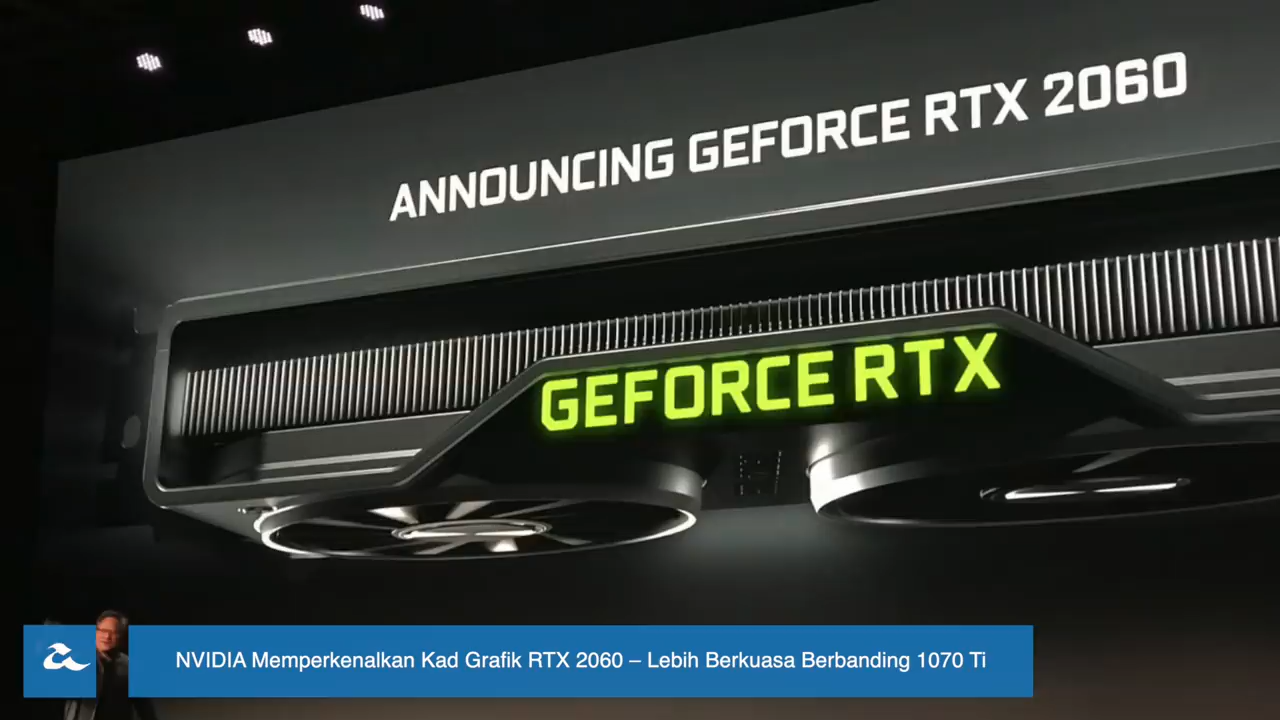 ANNOUNCING GEFORCE RTX 2060
GEFORCE RTX
NVIDIA Memperkenalkan Kad Grafik RTX 2060 – Lebih Berkuasa Berbanding 1070 Ti